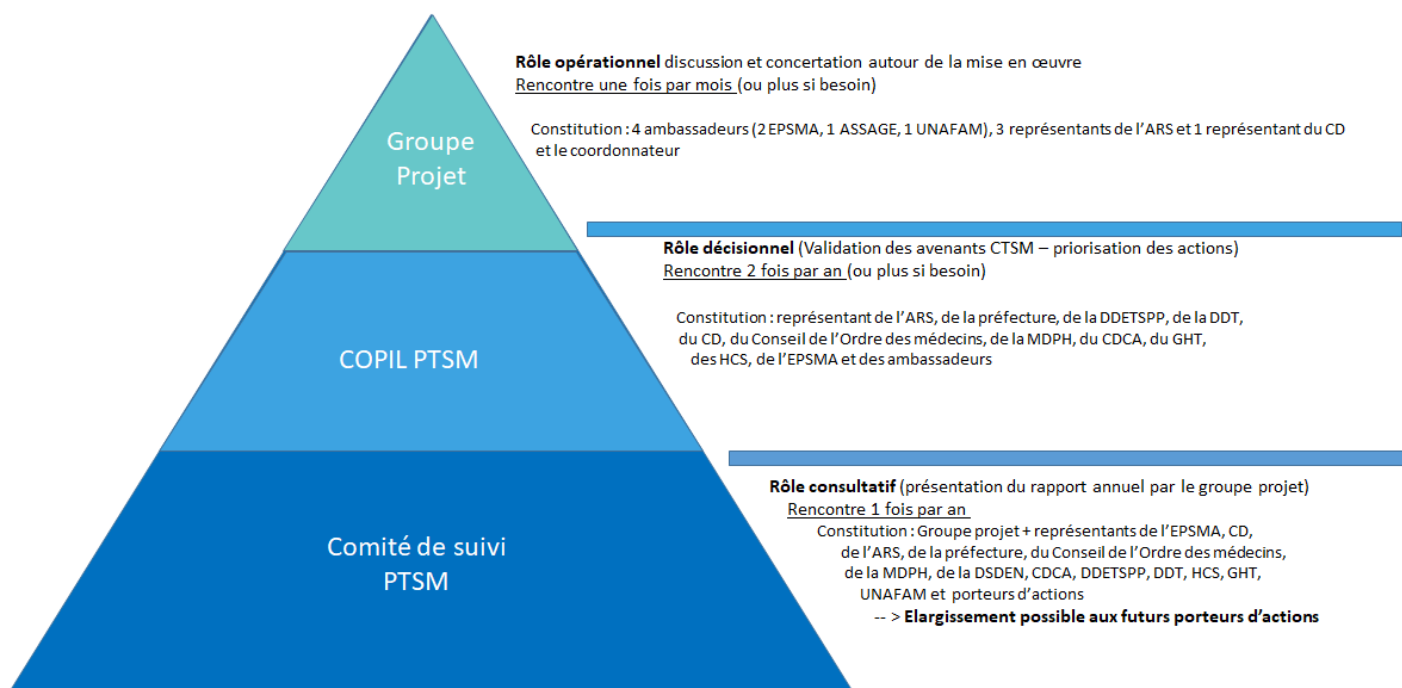 Rôle opérationnel discussion et concertation autour de la mise en œuvre
Rencontre une fois par mois (ou plus si besoin)
Constitution : 4 ambassadeurs (2 EPSMA, 1 ASSAGE, 1 UNAFAM), 3 représentants de l’ARS et 1 représentant du CD
et le coordonnateur
Groupe
Projet
Rôle décisionnel (Validation des avenants CTSM – priorisation des actions)
Rencontre 2 fois par an (ou plus si besoin)
Constitution : représentant de l’ARS, de la préfecture, de la DDETSPP, de la DDT,
du CD, du Conseil de l’Ordre des médecins, de la MDPH, du CDCA, du GHT,
des HCS, de l’EPSMA et des ambassadeurs
COPIL PTSM
Rôle consultatif (présentation du rapport annuel par le groupe projet)
Rencontre 1 fois par an
Constitution : Groupe projet + représentants de l’EPSMA, CD,
de l’ARS, de la préfecture, du Conseil de l’Ordre des médecins,
de la MDPH, de la DSDEN, CDCA, DDETSPP, DDT, HCS, GHT,
UNAFAM et porteurs d’actions
-- > Elargissement possible aux futurs porteurs d’actions
Comité de suivi
PTSM